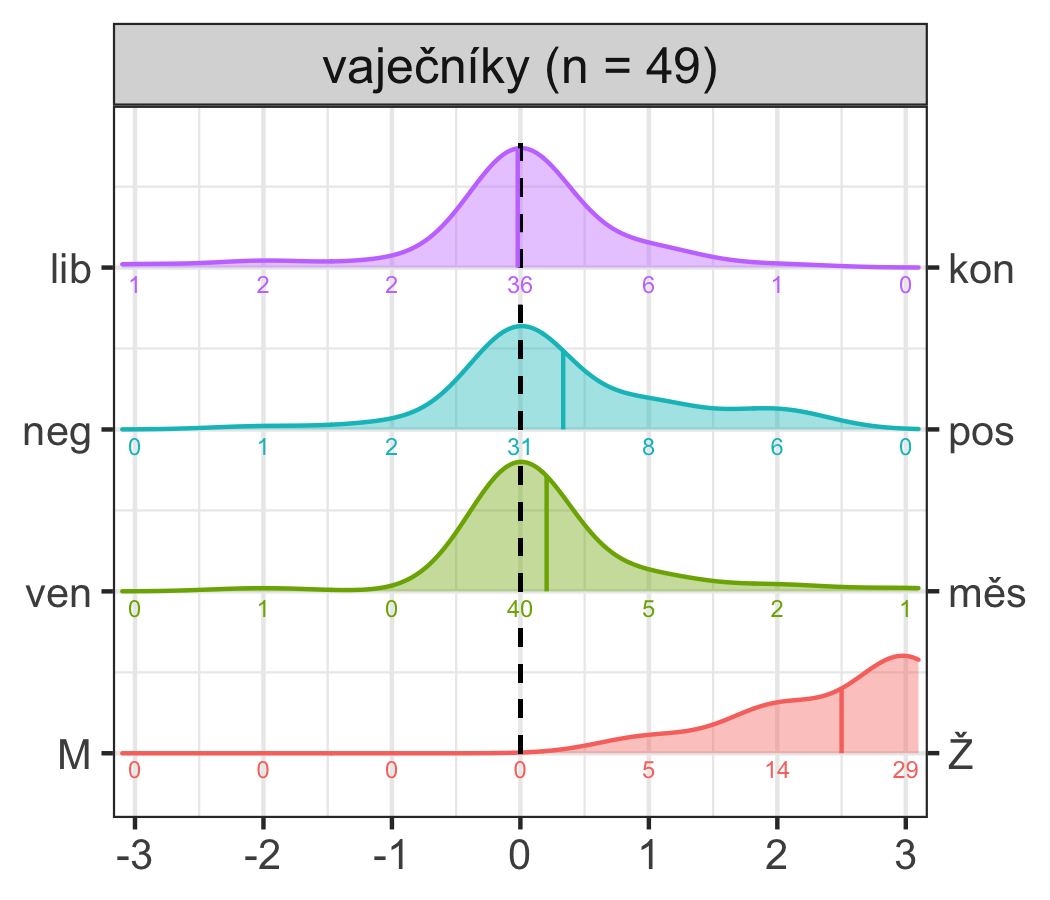 vaječníky (n = 49)
lib kon
1 2 2 36 6 1 0
neg pos
0 1 2 31 8 6 0
ven měs
0 1 0 40 5 2 1
M Ž
0 0 0 0 5 14 29
-3 -2 -1 0 1 2 3